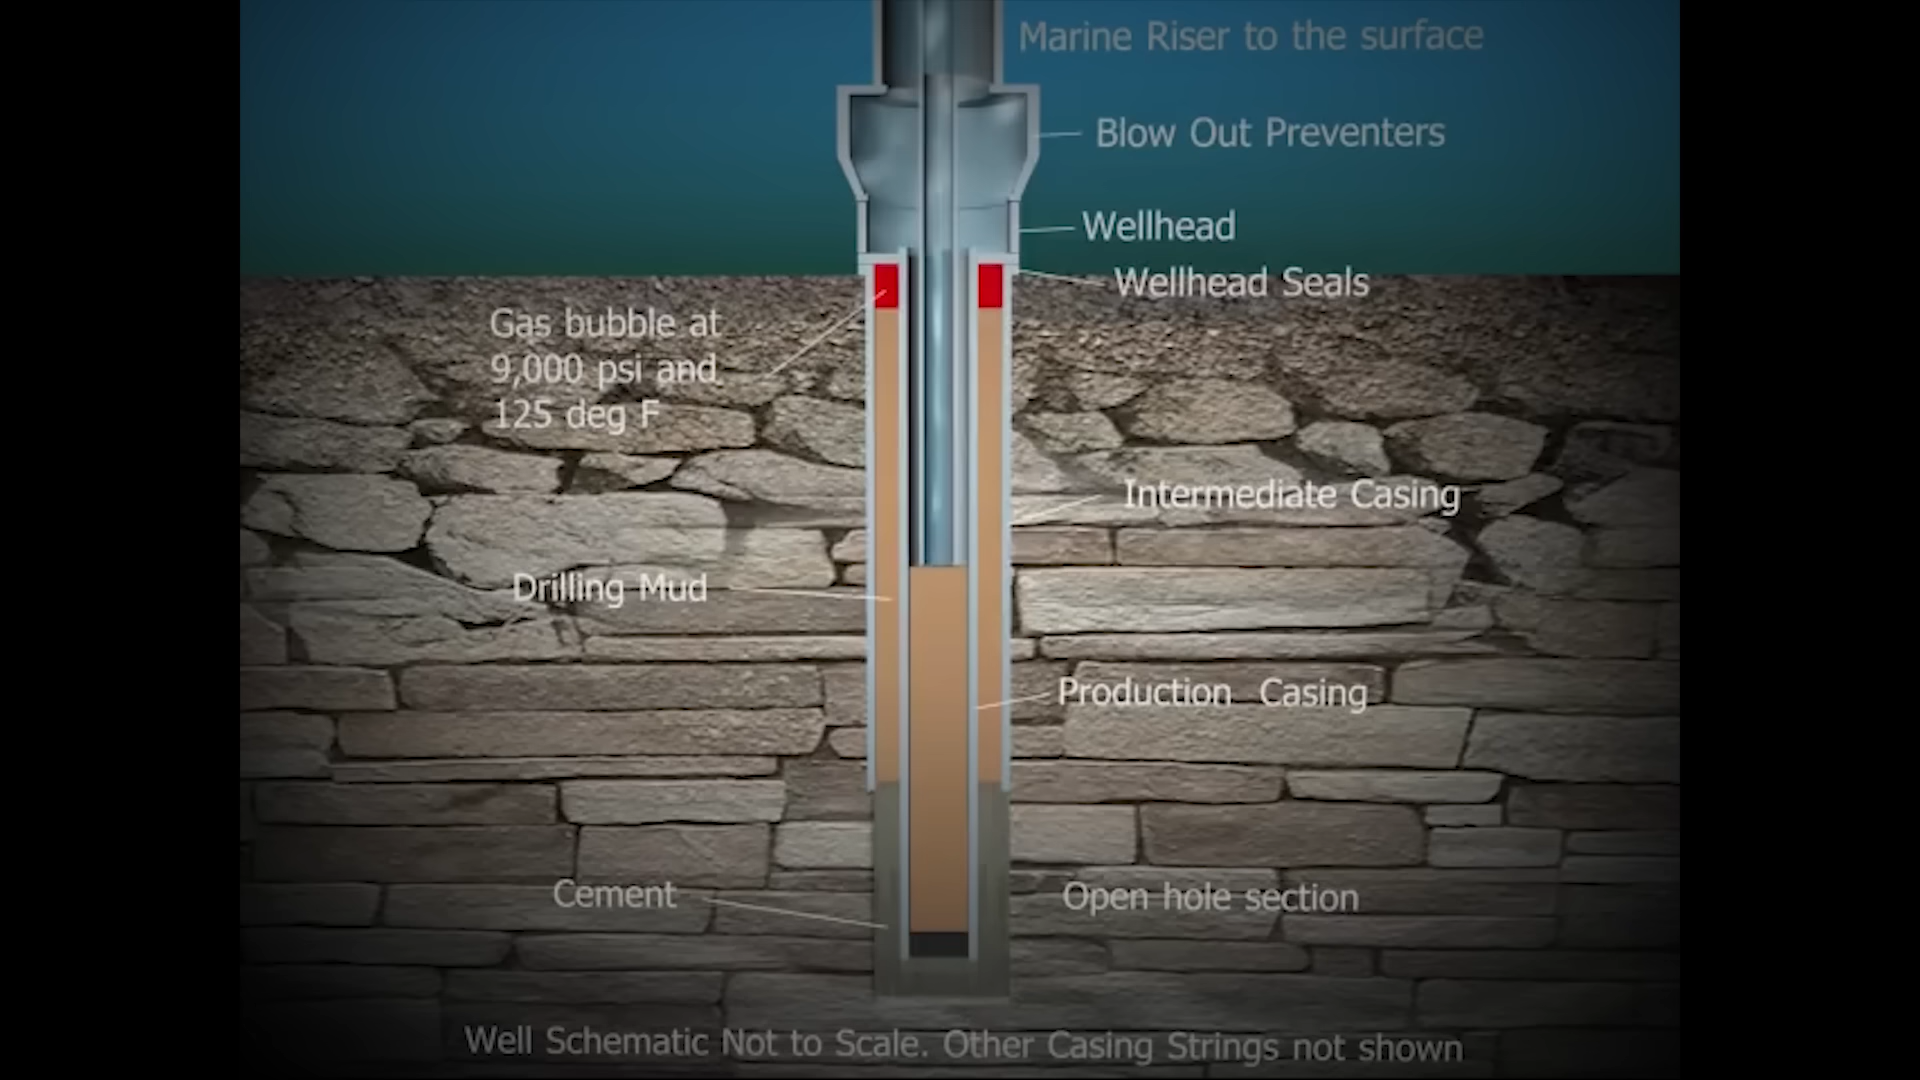 Marine Riser to the surface
Blow Out Preventers
Wellhead
Wellhead Seals
Gas bubble at
9,000 psi and
125 deg F
Intermediate Casing
Drilling Mud
Production Casing
Cement
Open hole section
Well Schematic Not to Scale. Other Casing Strings not shown